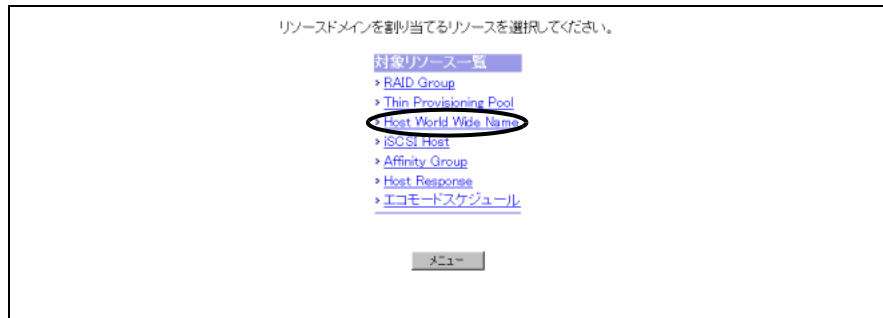 リソースドメインを割り当てるリソースを選択してください。
対象リソース一覧
> RAID Group
> Thin Provisioning Pool
> Host World Wide Name
> iSCSI Host
> Affinity Group
> Host Response
> エコモードスケジュール
メニュー